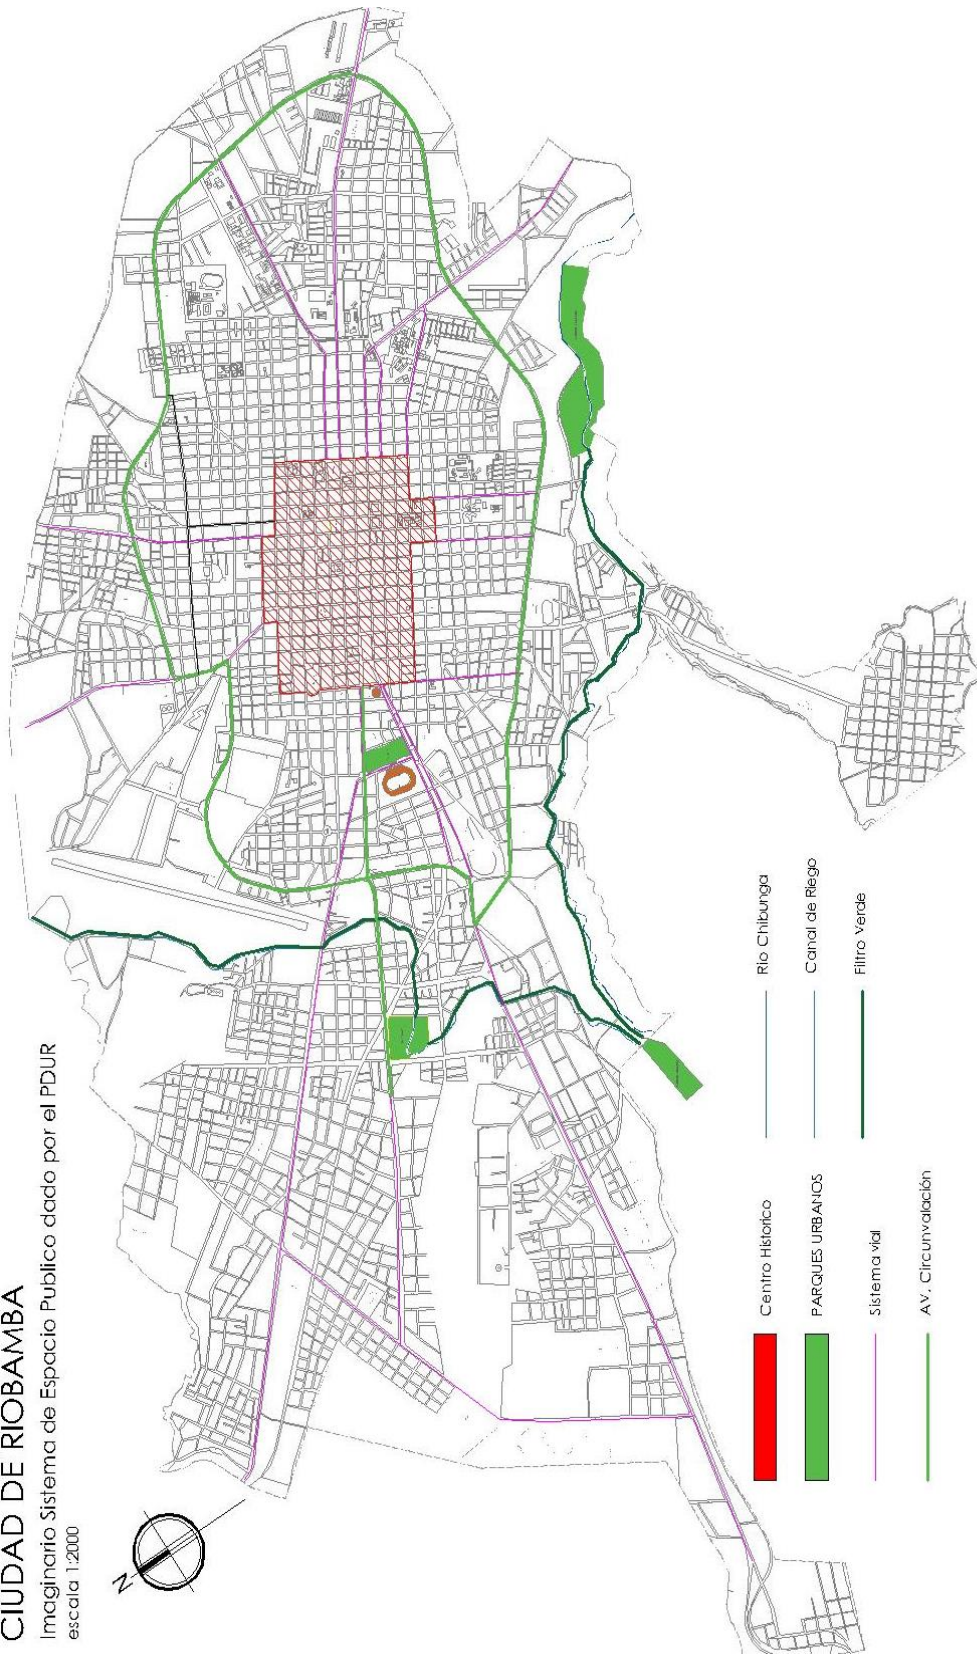 CIUDAD DE RIOBAMBA
Imaginario Sistema de Espacio Publico dado por el PDUR
escala 1:2000
N
Centro Historico
PARQUES URBANOS
Sistema vial
AV. Circunvalación
Rio Chibunga
Canal de Riego
Filtro Verde